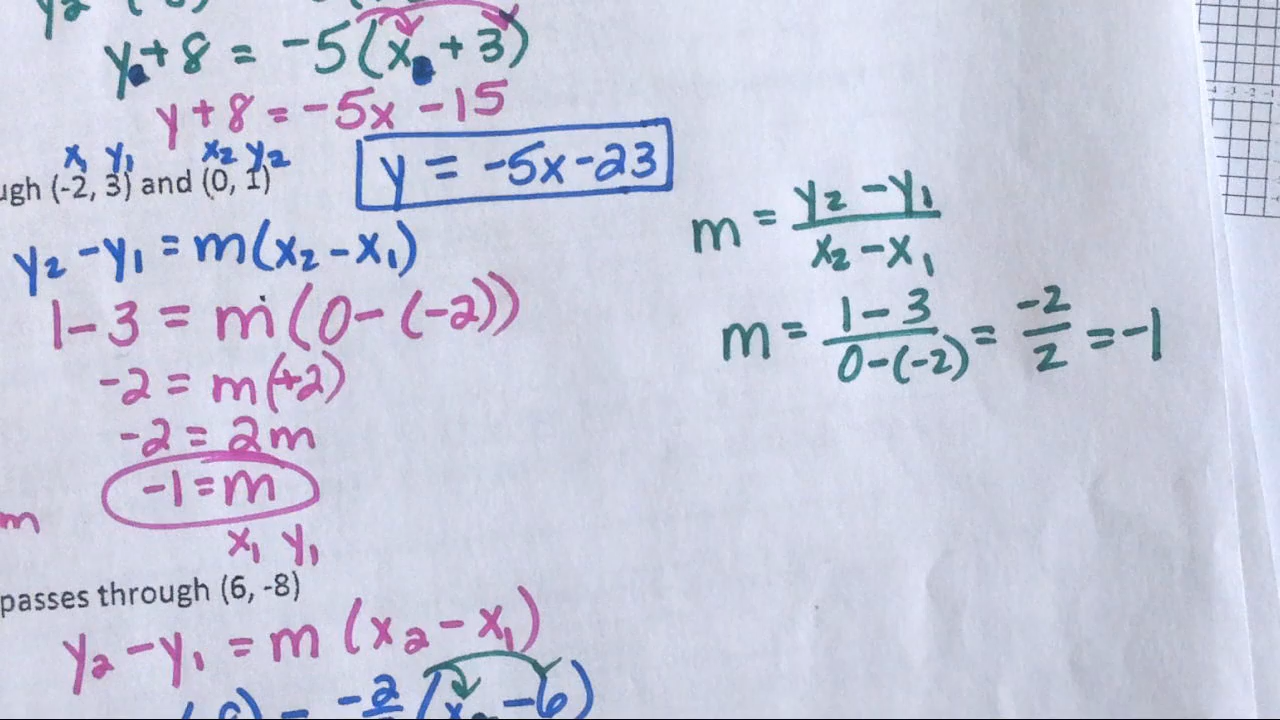 y + 8 = -5(x + 3)
y + 8 = -5x - 15
x₁ y₁ x₂ y₂
ugh (-2, 3) and (0, 1)
y = -5x - 23
y₂ - y₁ = m(x₂ - x₁)
1 - 3 = m(0 - (-2))
-2 = m(+2)
-2 = 2m
-1 = m
m
m = y₂ - y₁ / x₂ - x₁
m = 1 - 3 / 0 - (-2) = -2 / 2 = -1
x₁ y₁
passes through (6, -8)
y₂ - y₁ = m (x₂ - x₁)